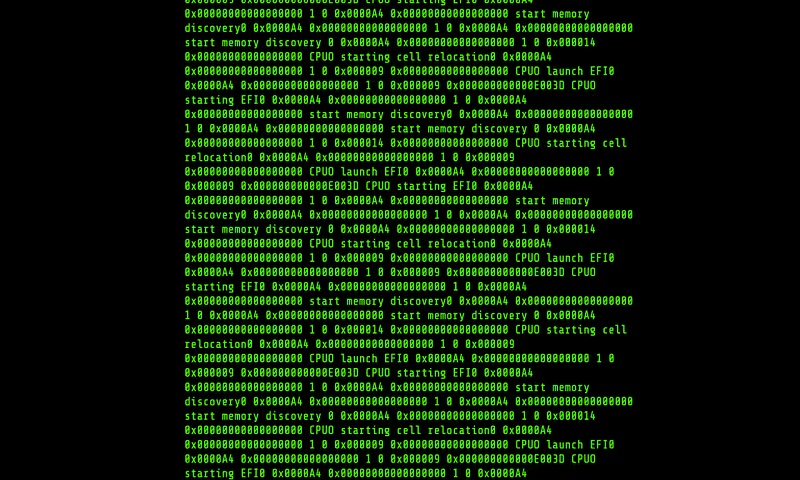 0x0000000000000000 1 0 0x0000A4 0x0000000000000000 start memory
discovery0 0x0000A4 0x0000000000000000 1 0 0x0000A4 0x0000000000000000
start memory discovery 0 0x0000A4 0x0000000000000000 1 0 0x000014
0x0000000000000000 CPU0 starting cell relocation0 0x0000A4
0x0000000000000000 1 0 0x000009 0x0000000000000000 CPU0 launch EFI0
0x0000A4 0x0000000000000000 1 0 0x000009 0x000000000000E003D CPU0
starting EFI0 0x0000A4 0x0000000000000000 1 0 0x0000A4
0x0000000000000000 start memory discovery0 0x0000A4 0x0000000000000000
1 0 0x0000A4 0x0000000000000000 start memory discovery 0 0x0000A4
0x0000000000000000 1 0 0x000014 0x0000000000000000 CPU0 starting cell
relocation0 0x0000A4 0x0000000000000000 1 0 0x000009
0x0000000000000000 CPU0 launch EFI0 0x0000A4 0x0000000000000000 1 0
0x000009 0x000000000000E003D CPU0 starting EFI0 0x0000A4
0x0000000000000000 1 0 0x0000A4 0x0000000000000000 start memory
discovery0 0x0000A4 0x0000000000000000 1 0 0x0000A4 0x0000000000000000
start memory discovery 0 0x0000A4 0x0000000000000000 1 0 0x000014
0x0000000000000000 CPU0 starting cell relocation0 0x0000A4
0x0000000000000000 1 0 0x000009 0x0000000000000000 CPU0 launch EFI0
0x0000A4 0x0000000000000000 1 0 0x000009 0x000000000000E003D CPU0
starting EFI0 0x0000A4 0x0000000000000000 1 0 0x0000A4
0x0000000000000000 start memory discovery0 0x0000A4 0x0000000000000000
1 0 0x0000A4 0x0000000000000000 start memory discovery 0 0x0000A4
0x0000000000000000 1 0 0x000014 0x0000000000000000 CPU0 starting cell
relocation0 0x0000A4 0x0000000000000000 1 0 0x000009
0x0000000000000000 CPU0 launch EFI0 0x0000A4 0x0000000000000000 1 0
0x000009 0x000000000000E003D CPU0 starting EFI0 0x0000A4
0x0000000000000000 1 0 0x0000A4 0x0000000000000000 start memory
discovery0 0x0000A4 0x0000000000000000 1 0 0x0000A4 0x0000000000000000
start memory discovery 0 0x0000A4 0x0000000000000000 1 0 0x000014
0x0000000000000000 CPU0 starting cell relocation0 0x0000A4
0x0000000000000000 1 0 0x000009 0x0000000000000000 CPU0 launch EFI0
0x0000A4 0x0000000000000000 1 0 0x000009 0x000000000000E003D CPU0
starting EFI0 0x0000A4 0x0000000000000000 1 0 0x0000A4